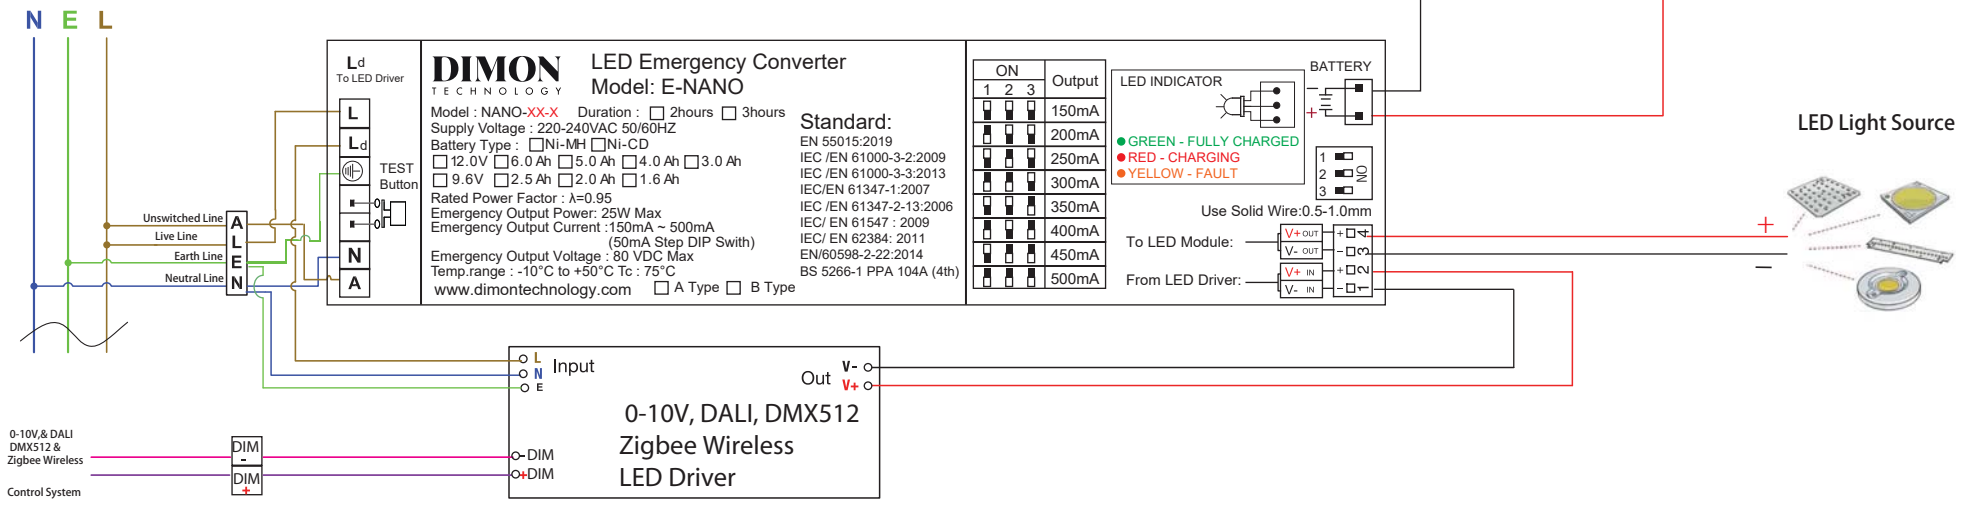 N E L
Unswitched Line
Live Line
Earth Line
Neutral Line
A
L
E
N
Ld
To LED Driver
L
Ld
TEST
Button
N
A
DIMON
TECHNOLOGY
LED Emergency Converter
Model: E-NANO
Model : NANO-XX-X Duration : 2hours 3hours
Supply Voltage : 220-240VAC 50/60HZ
Battery Type : Ni-MH Ni-CD
12.0V 6.0 Ah 5.0 Ah 4.0 Ah 3.0 Ah
9.6V 2.5 Ah 2.0 Ah 1.6 Ah
Rated Power Factor : λ=0.95
Emergency Output Power: 25W Max
Emergency Output Current :150mA ~ 500mA
(50mA Step DIP Swith)
Emergency Output Voltage : 80 VDC Max
Temp.range : -10°C to +50°C Tc : 75°C
www.dimontechnology.com A Type B Type
Standard:
EN 55015:2019
IEC /EN 61000-3-2:2009
IEC /EN 61000-3-3:2013
IEC/EN 61347-1:2007
IEC /EN 61347-2-13:2006
IEC/ EN 61547 : 2009
IEC/ EN 62384: 2011
EN/60598-2-22:2014
BS 5266-1 PPA 104A (4th)
ON Output
1 2 3
150mA
200mA
250mA
300mA
350mA
400mA
450mA
500mA
LED INDICATOR
GREEN - FULLY CHARGED
RED - CHARGING
YELLOW - FAULT
BATTERY
−
+
1
2
3
ON
Use Solid Wire:0.5-1.0mm
To LED Module:
V+ OUT + 4
V- OUT - 3
From LED Driver:
V+ IN + 2
V- IN - 1
+
−
LED Light Source
L
N
E
Input
Out
V-
V+
0-10V, DALI, DMX512
Zigbee Wireless
LED Driver
-DIM
+DIM
0-10V,& DALI
DMX512 &
Zigbee Wireless
Control System
DIM
-
DIM
+